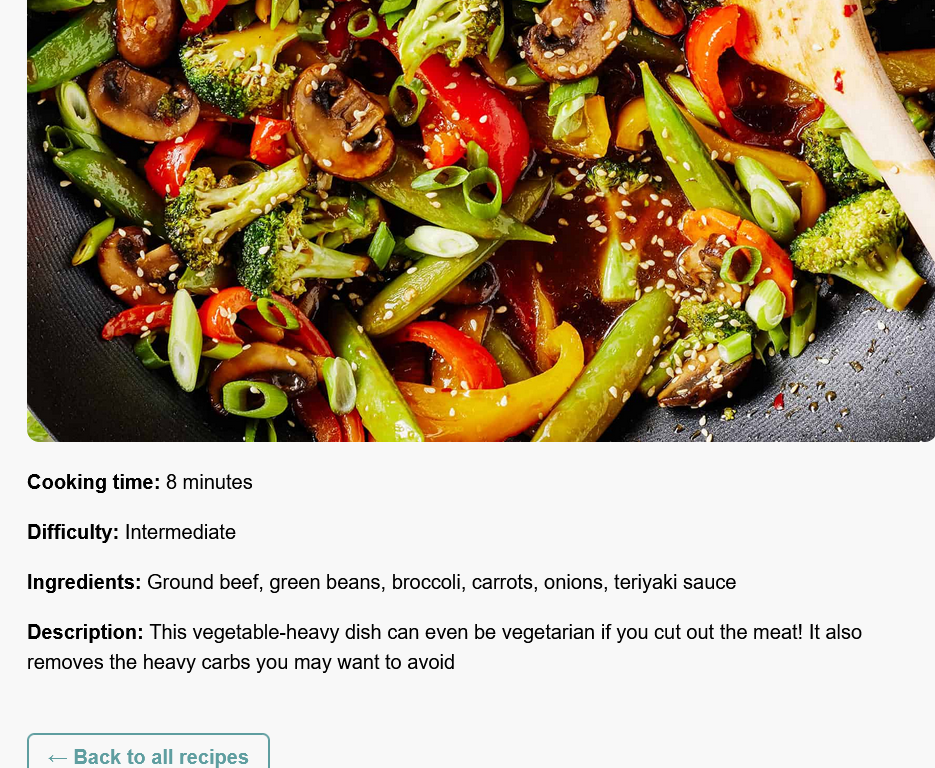 Cooking time: 8 minutes
Difficulty: Intermediate
Ingredients: Ground beef, green beans, broccoli, carrots, onions, teriyaki sauce
Description: This vegetable-heavy dish can even be vegetarian if you cut out the meat! It also
removes the heavy carbs you may want to avoid
← Back to all recipes